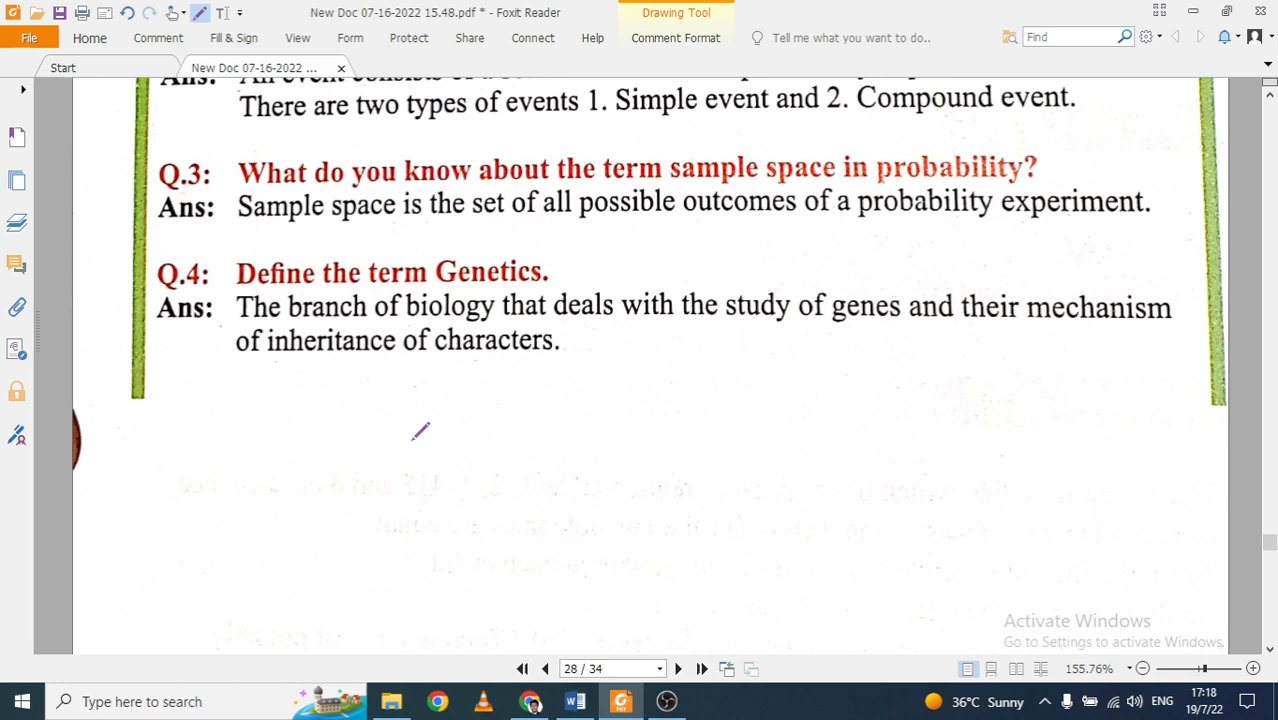 New Doc 07-16-2022 15.48.pdf * - Foxit Reader
Drawing Tool
File Home Comment Fill & Sign View Form Protect Share Connect Help Comment Format Tell me what you want to do.. Find
Start New Doc 07-16-2022 ...
Ans:
There are two types of events 1. Simple event and 2. Compound event.
Q.3: What do you know about the term sample space in probability?
Ans: Sample space is the set of all possible outcomes of a probability experiment.
Q.4: Define the term Genetics.
Ans: The branch of biology that deals with the study of genes and their mechanism
of inheritance of characters.
Activate Windows
Go to Settings to activate Windows.
28 / 34 155.76%
Type here to search 36°C Sunny ENG 17:18
19/7/22